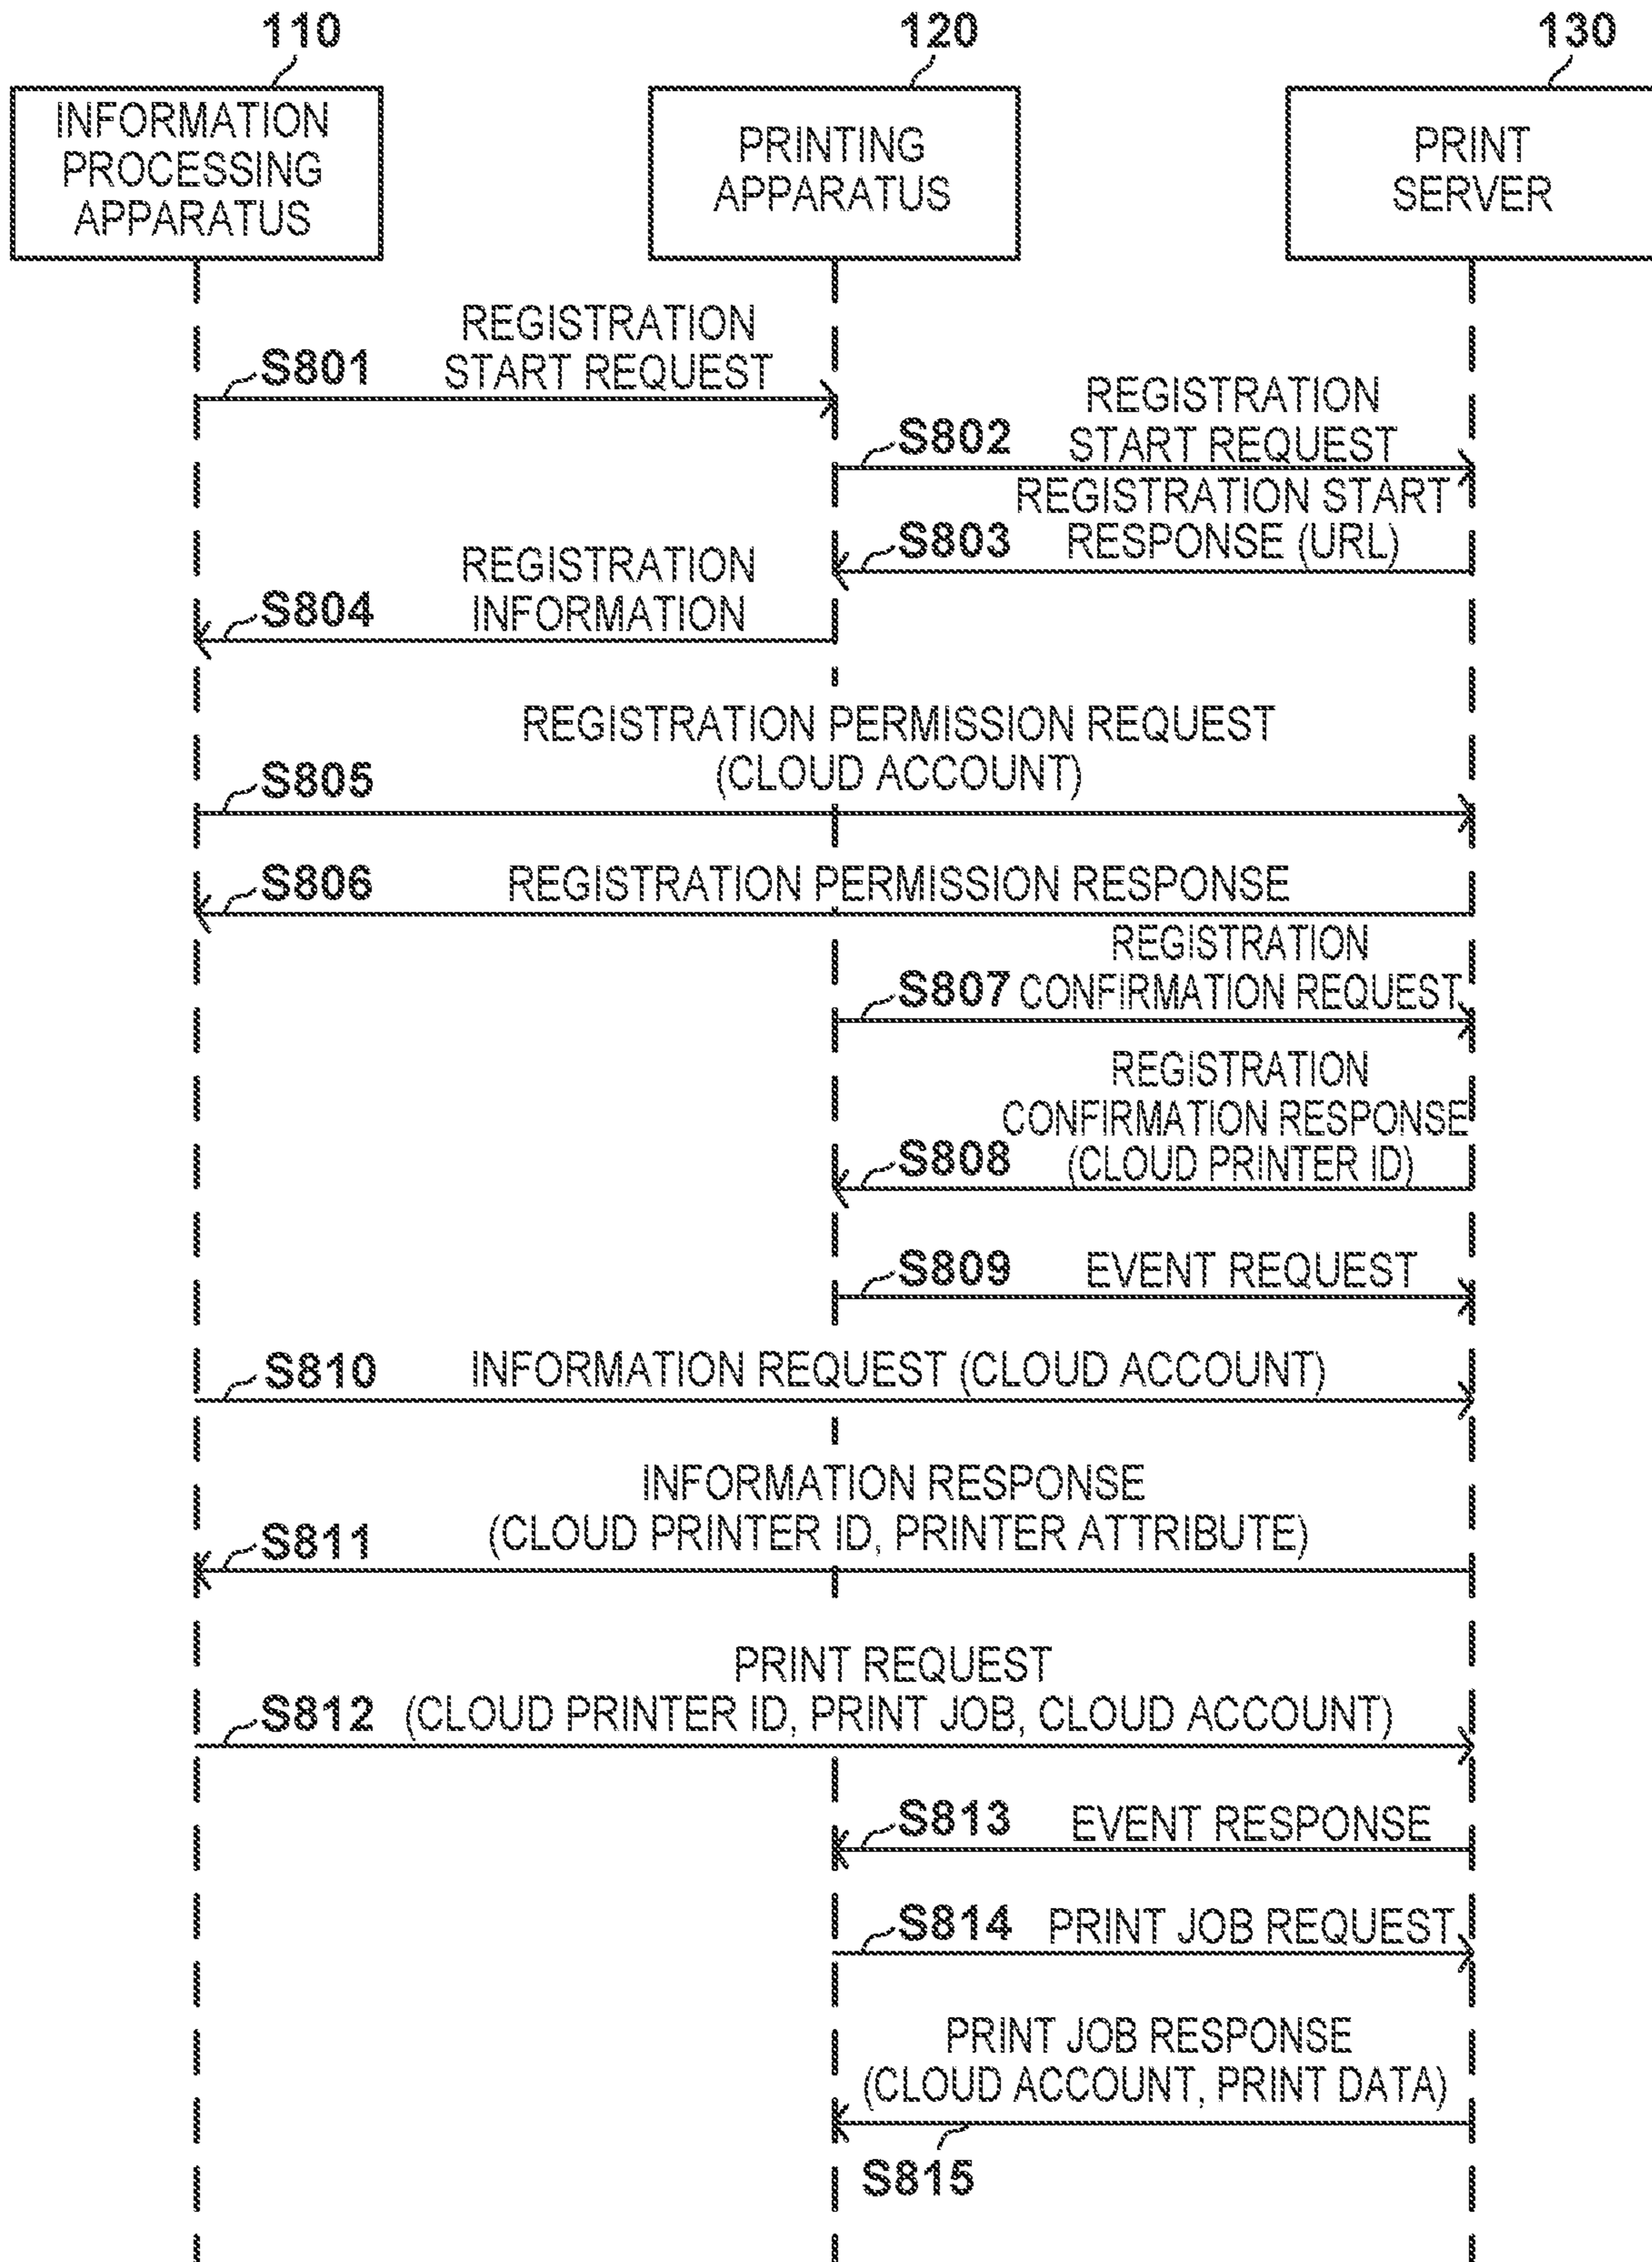 110
120
130
INFORMATION
PROCESSING
APPARATUS
PRINTING
APPARATUS
PRINT
SERVER
REGISTRATION
S801 START REQUEST
REGISTRATION
S802 START REQUEST
REGISTRATION START
S803 RESPONSE (URL)
REGISTRATION
S804 INFORMATION
REGISTRATION PERMISSION REQUEST
(CLOUD ACCOUNT)
S805
S806 REGISTRATION PERMISSION RESPONSE
REGISTRATION
S807 CONFIRMATION REQUEST
REGISTRATION
CONFIRMATION RESPONSE
S808 (CLOUD PRINTER ID)
S809 EVENT REQUEST
S810 INFORMATION REQUEST (CLOUD ACCOUNT)
INFORMATION RESPONSE
S811 (CLOUD PRINTER ID, PRINTER ATTRIBUTE)
PRINT REQUEST
S812 (CLOUD PRINTER ID, PRINT JOB, CLOUD ACCOUNT)
S813 EVENT RESPONSE
S814 PRINT JOB REQUEST
PRINT JOB RESPONSE
(CLOUD ACCOUNT, PRINT DATA)
S815